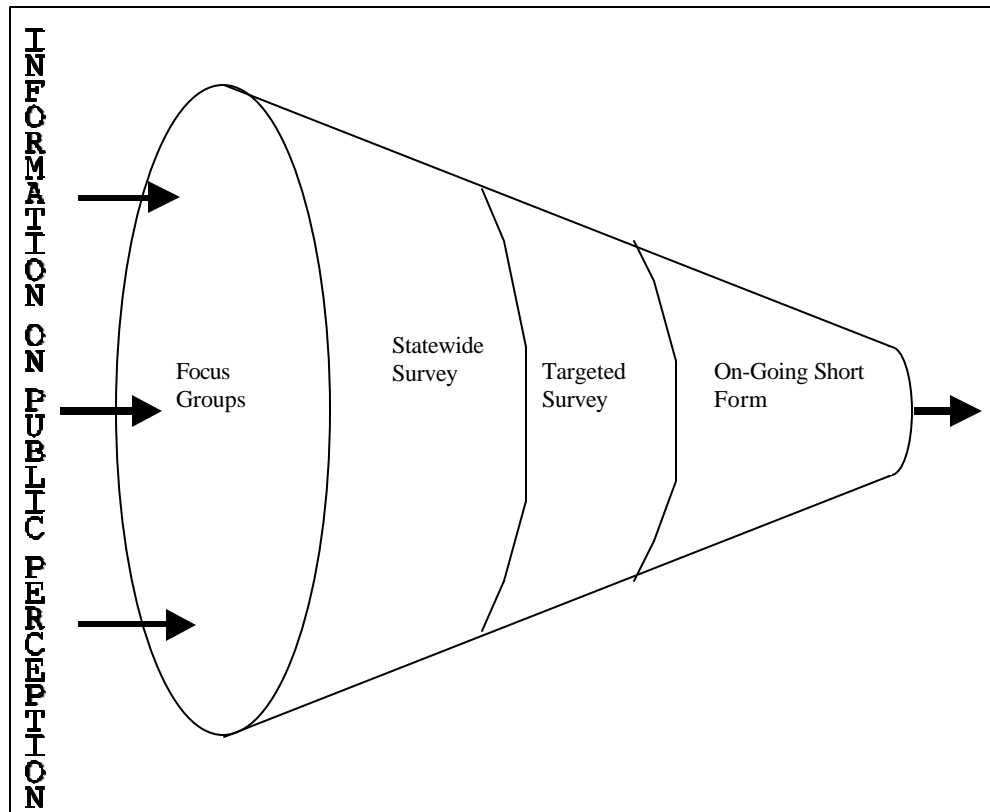 INFORMATION ON PUBLIC PERCEPTION
Focus
Groups
Statewide
Survey
Targeted
Survey
On-Going Short
Form